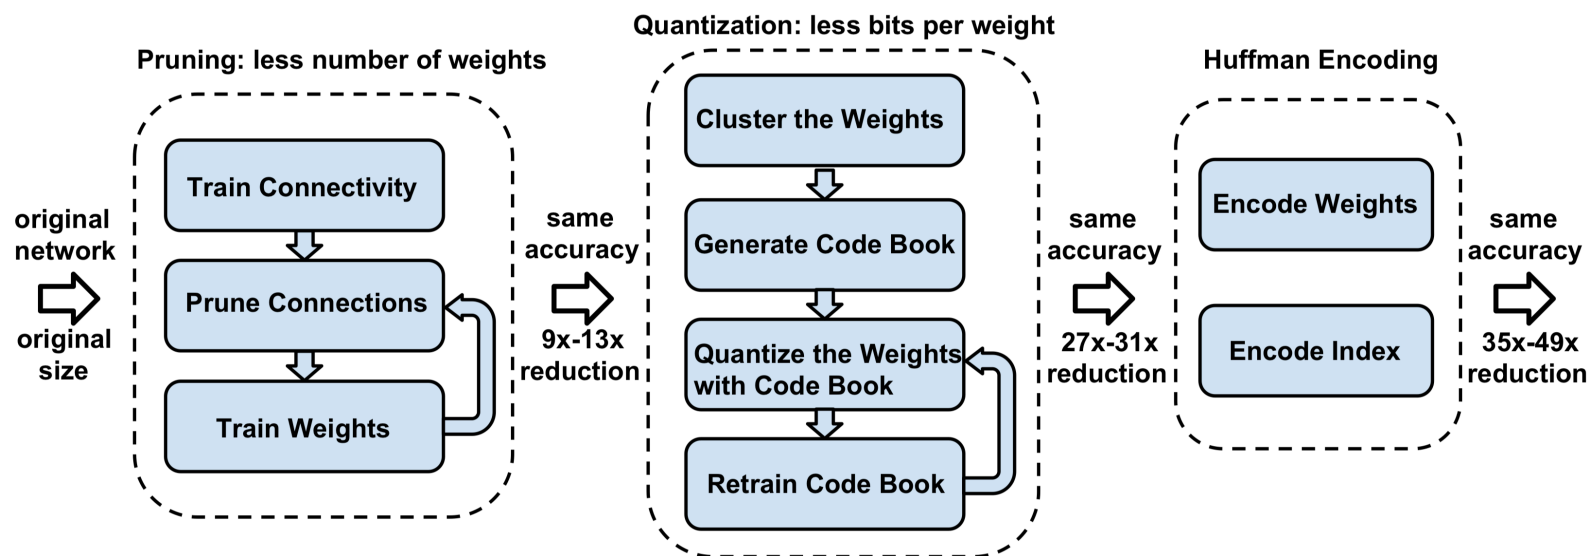 Pruning: less number of weights
Train Connectivity
Prune Connections
Train Weights
original
network
original
size
same
accuracy
9x-13x
reduction
Quantization: less bits per weight
Cluster the Weights
Generate Code Book
Quantize the Weights
with Code Book
Retrain Code Book
same
accuracy
27x-31x
reduction
Huffman Encoding
Encode Weights
Encode Index
same
accuracy
35x-49x
reduction